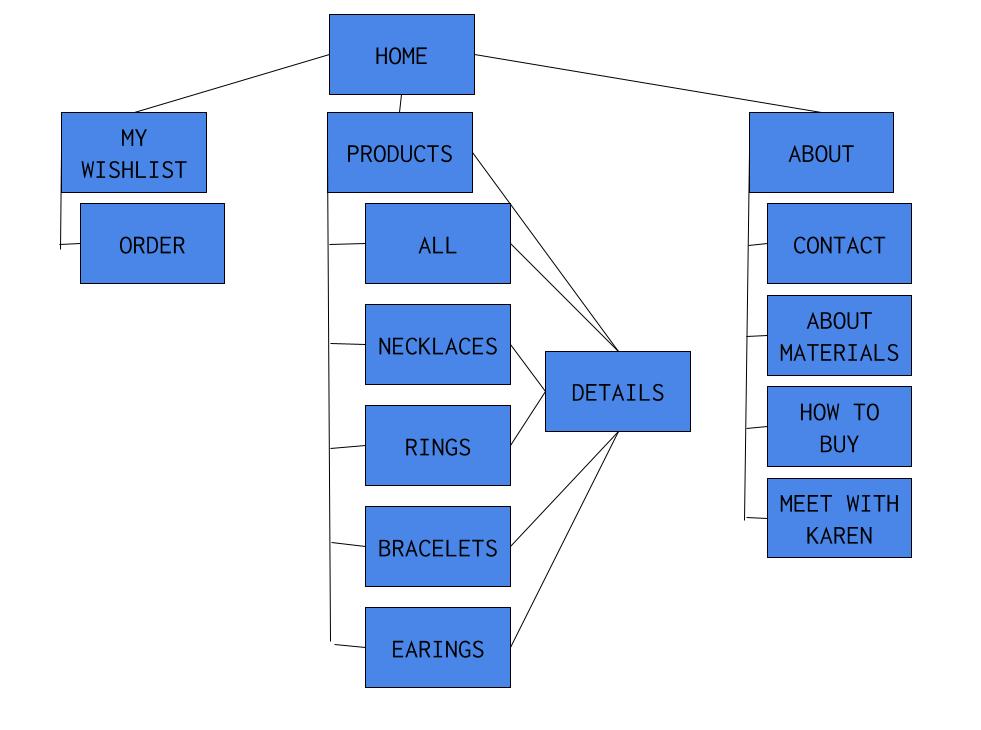 HOME
MY
WISHLIST
ORDER
PRODUCTS
ALL
NECKLACES
RINGS
BRACELETS
EARINGS
DETAILS
ABOUT
CONTACT
ABOUT
MATERIALS
HOW TO
BUY
MEET WITH
KAREN